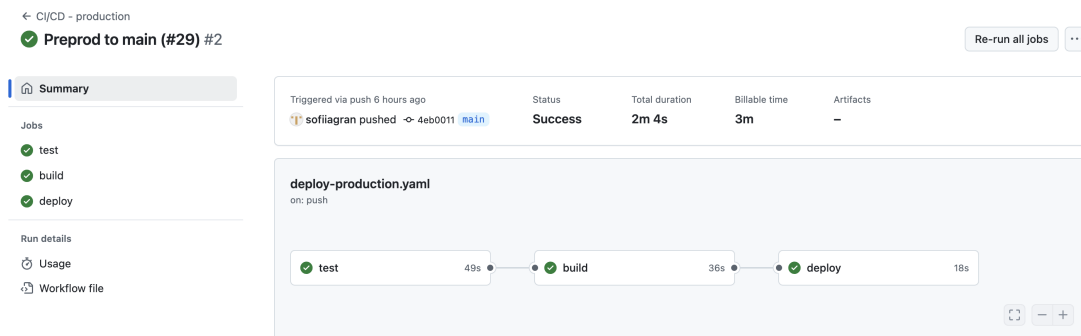 ← CI/CD - production
Preprod to main (#29) #2
Re-run all jobs
Summary
Jobs
test
build
deploy
Run details
Usage
Workflow file
Triggered via push 6 hours ago
sofiiagran pushed 4eb0011 main
Status
Success
Total duration
2m 4s
Billable time
3m
Artifacts
–
deploy-production.yaml
on: push
test 49s
build 36s
deploy 18s